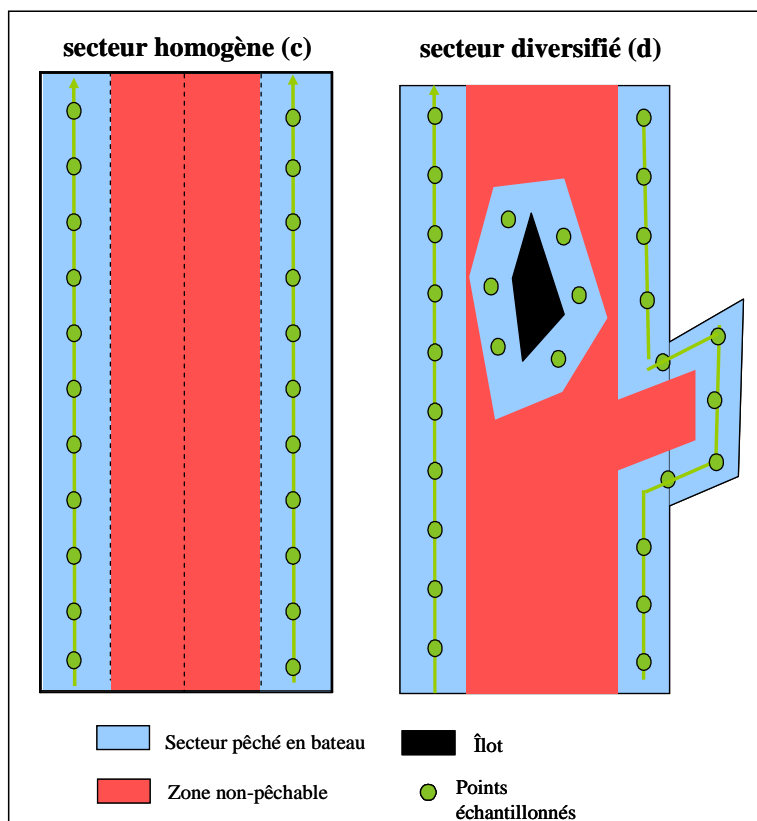 secteur homogène (c)
secteur diversifié (d)
Secteur pêché en bateau
Îlot
Zone non-pêchable
Points
échantillonnés